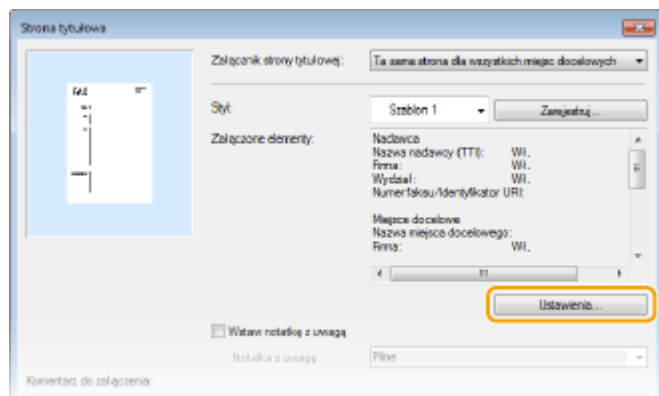 Strona tytułowa
Załącznik strony tytułowej: Ta sama strona dla wszystkich miejsc docelowych
FAX
Styl: Szablon 1 Zarejestruj...
Załączone elementy: Nadawca
Nazwa nadawcy (TTI): Wł.
Firma: Wł.
Wydział: Wł.
Numer faksu/Identyfikator URI:
Miejsce docelowe
Nazwa miejsca docelowego:
Firma: Wł.
Ustawienia...
Wstaw notatkę z uwagą
Notatka z uwagą: Pilne
Komentarz do załączenia: